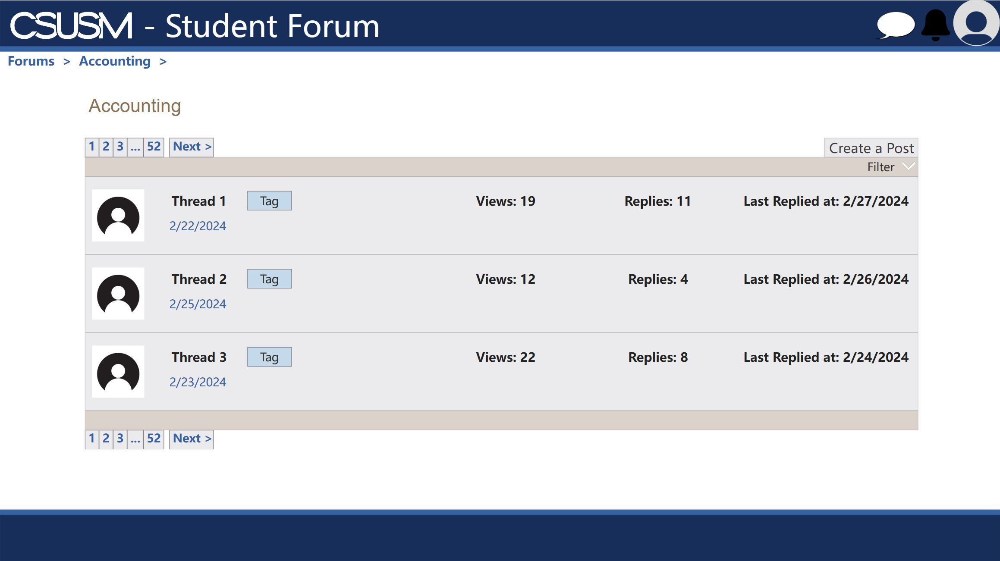 CSUSM - Student Forum
Forums > Accounting >
Accounting
1 2 3 ... 52 Next >
Create a Post
Filter
Thread 1 Tag Views: 19 Replies: 11 Last Replied at: 2/27/2024
2/22/2024
Thread 2 Tag Views: 12 Replies: 4 Last Replied at: 2/26/2024
2/25/2024
Thread 3 Tag Views: 22 Replies: 8 Last Replied at: 2/24/2024
2/23/2024
1 2 3 ... 52 Next >